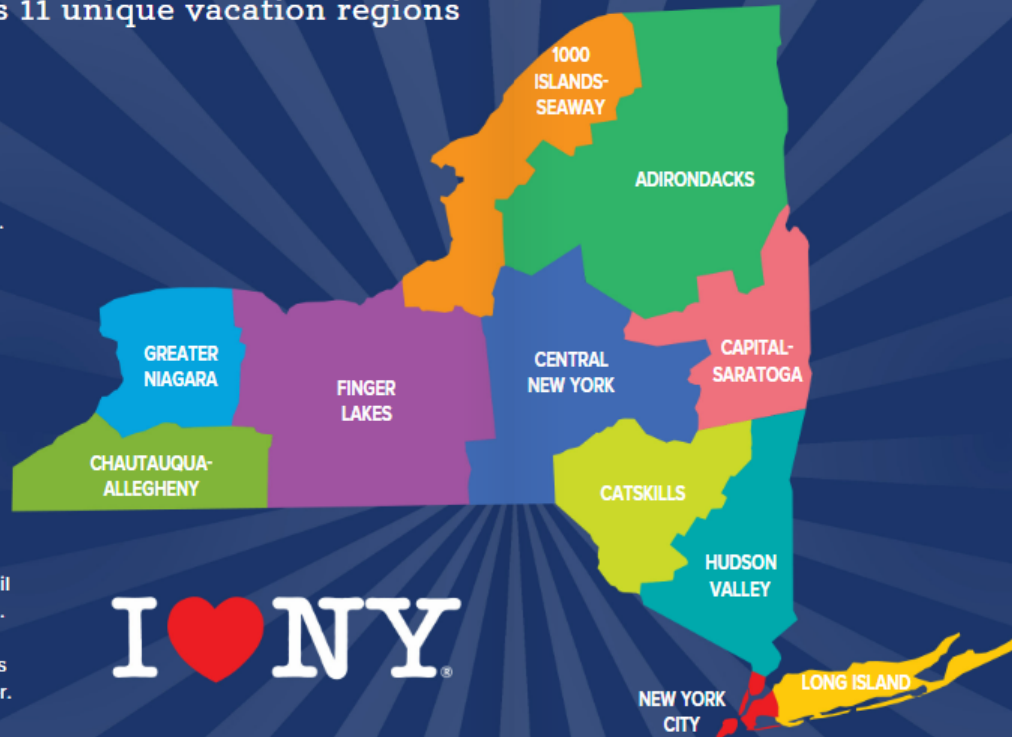 s 11 unique vacation regions
1000
ISLANDS-
SEAWAY
ADIRONDACKS
GREATER
NIAGARA
FINGER
LAKES
CENTRAL
NEW YORK
CAPITAL-
SARATOGA
CHAUTAUQUA-
ALLEGHENY
CATSKILLS
HUDSON
VALLEY
il
.
s
r.
I ❤ NY®
LONG ISLAND
NEW YORK
CITY